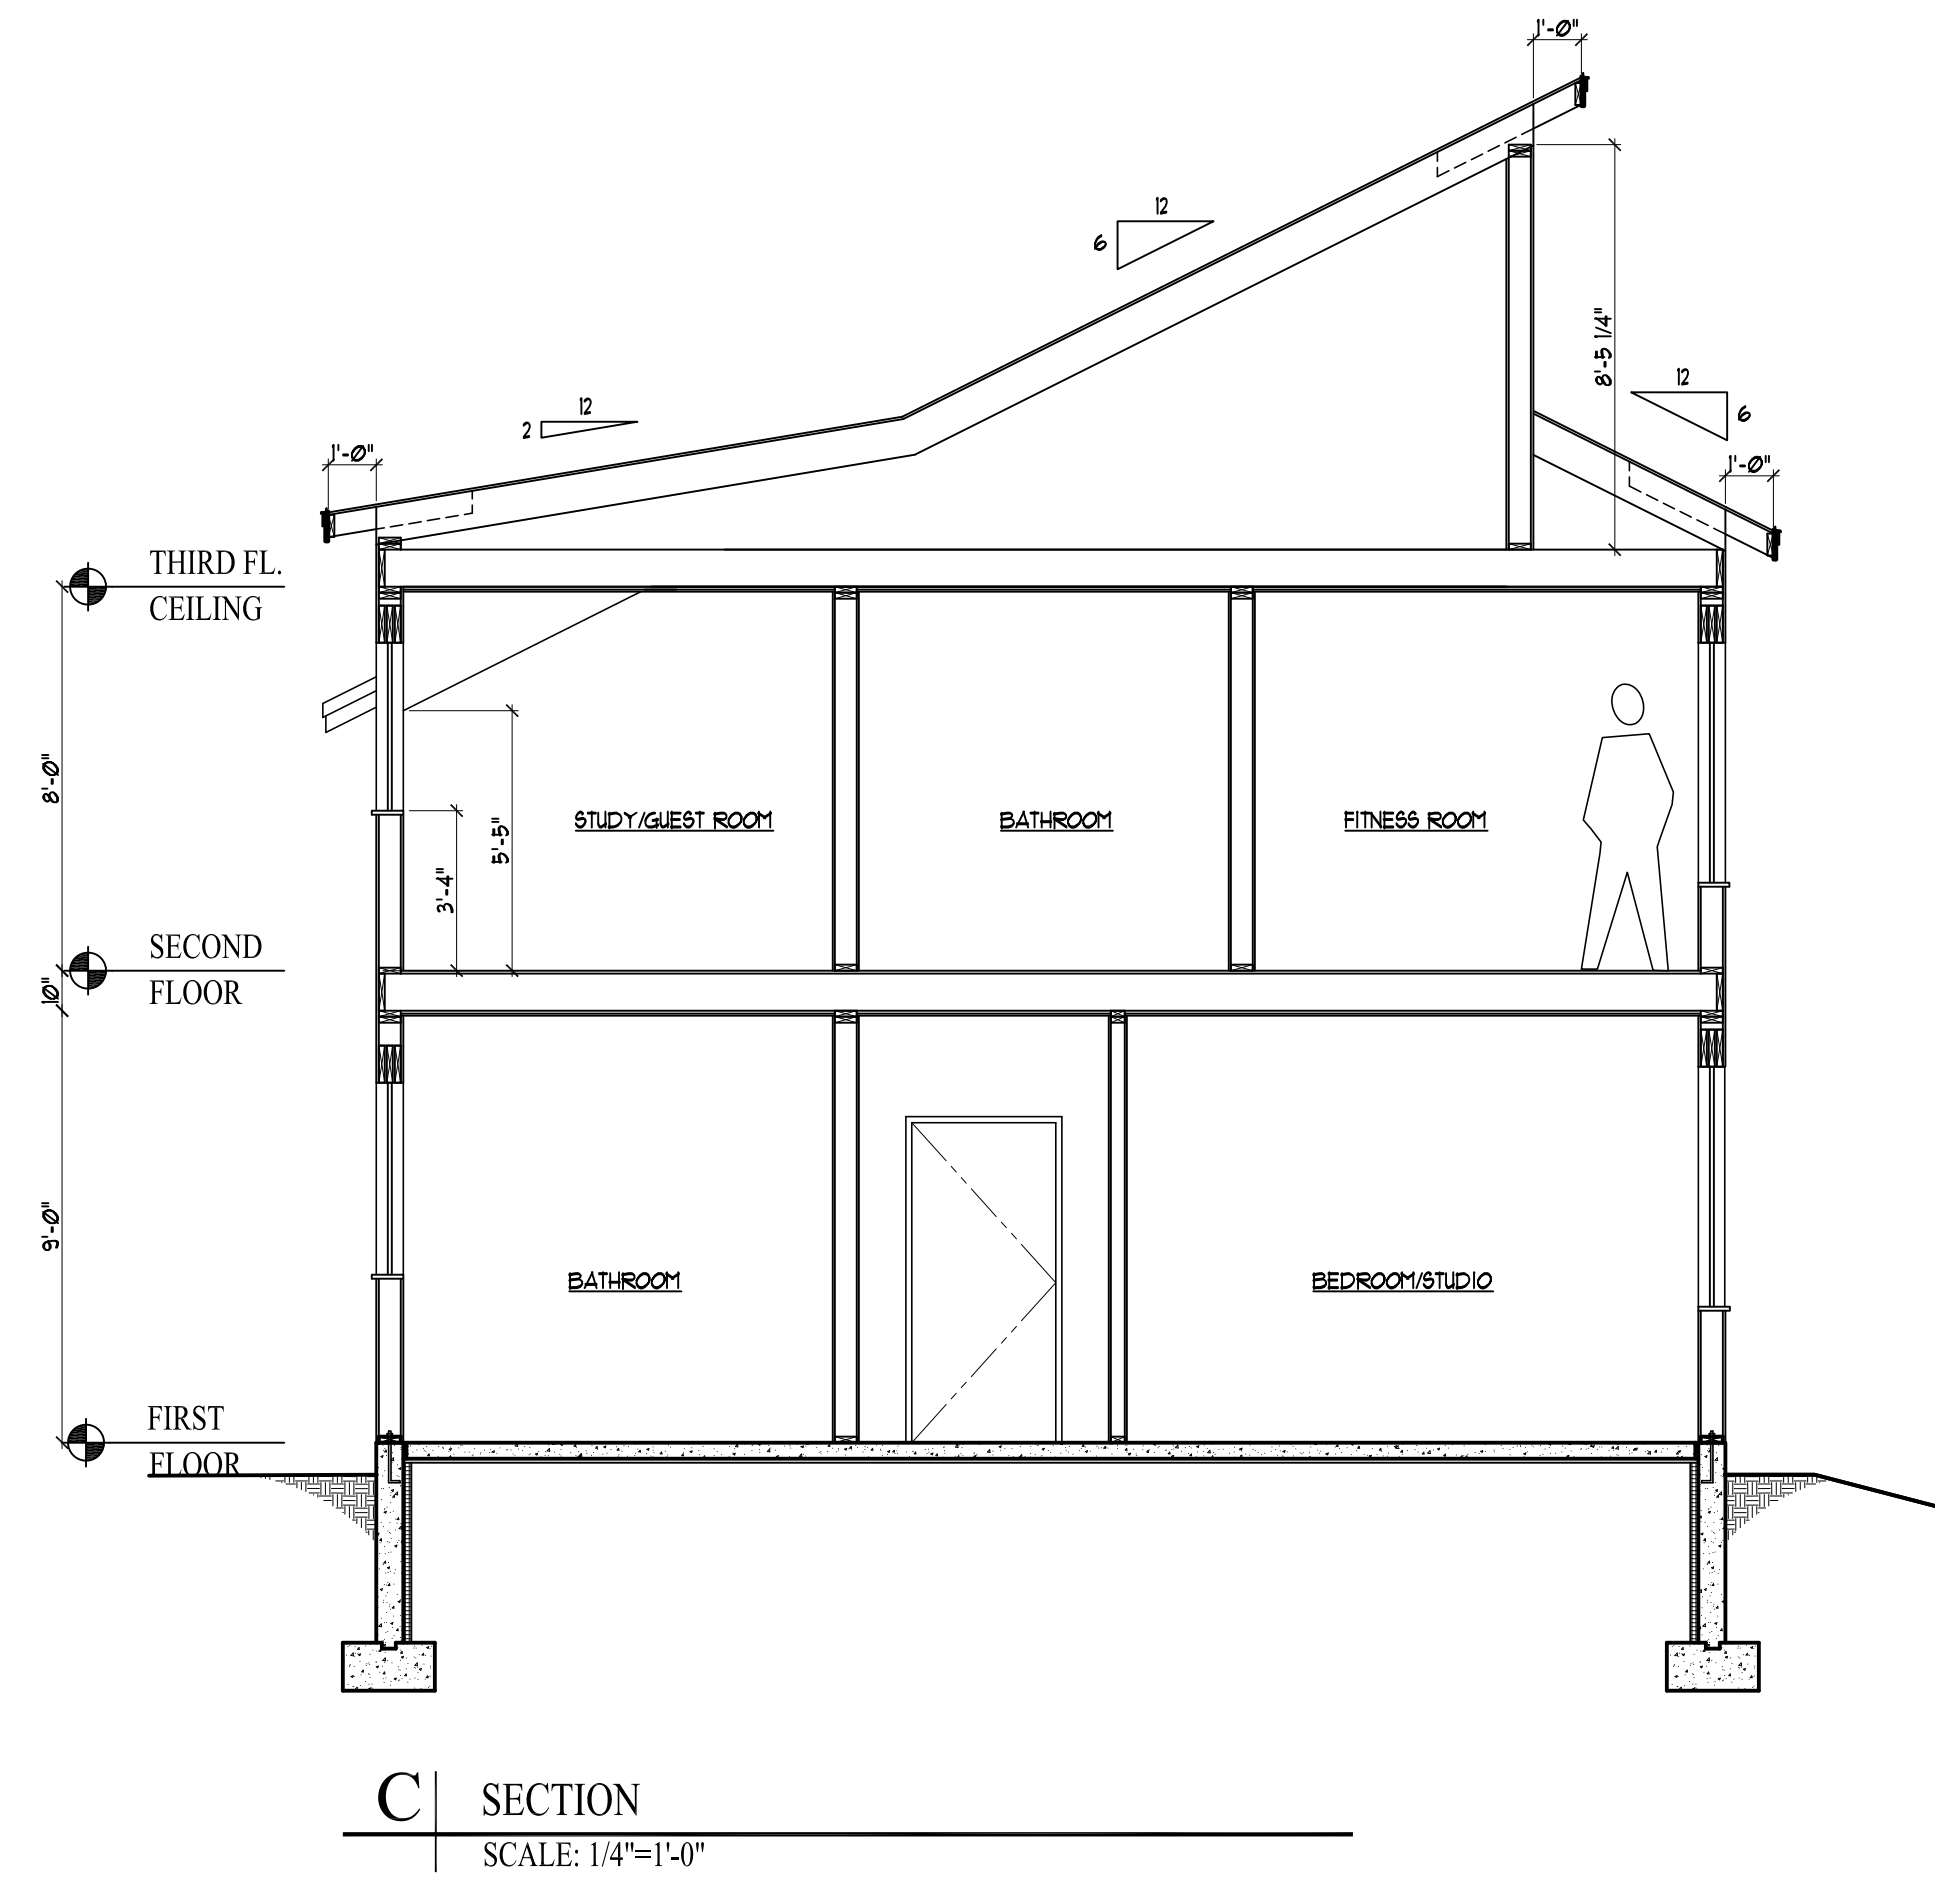 1'-0"
12
6
8'-5 1/4"
12
6
12
2
1'-0"
1'-0"
THIRD FL.
CEILING
8'-0"
STUDY/GUEST ROOM
BATHROOM
FITNESS ROOM
5'-5"
3'-4"
SECOND
FLOOR
10"
9'-0"
BATHROOM
BEDROOM/STUDIO
FIRST
FLOOR
C
SECTION
SCALE: 1/4"=1'-0"